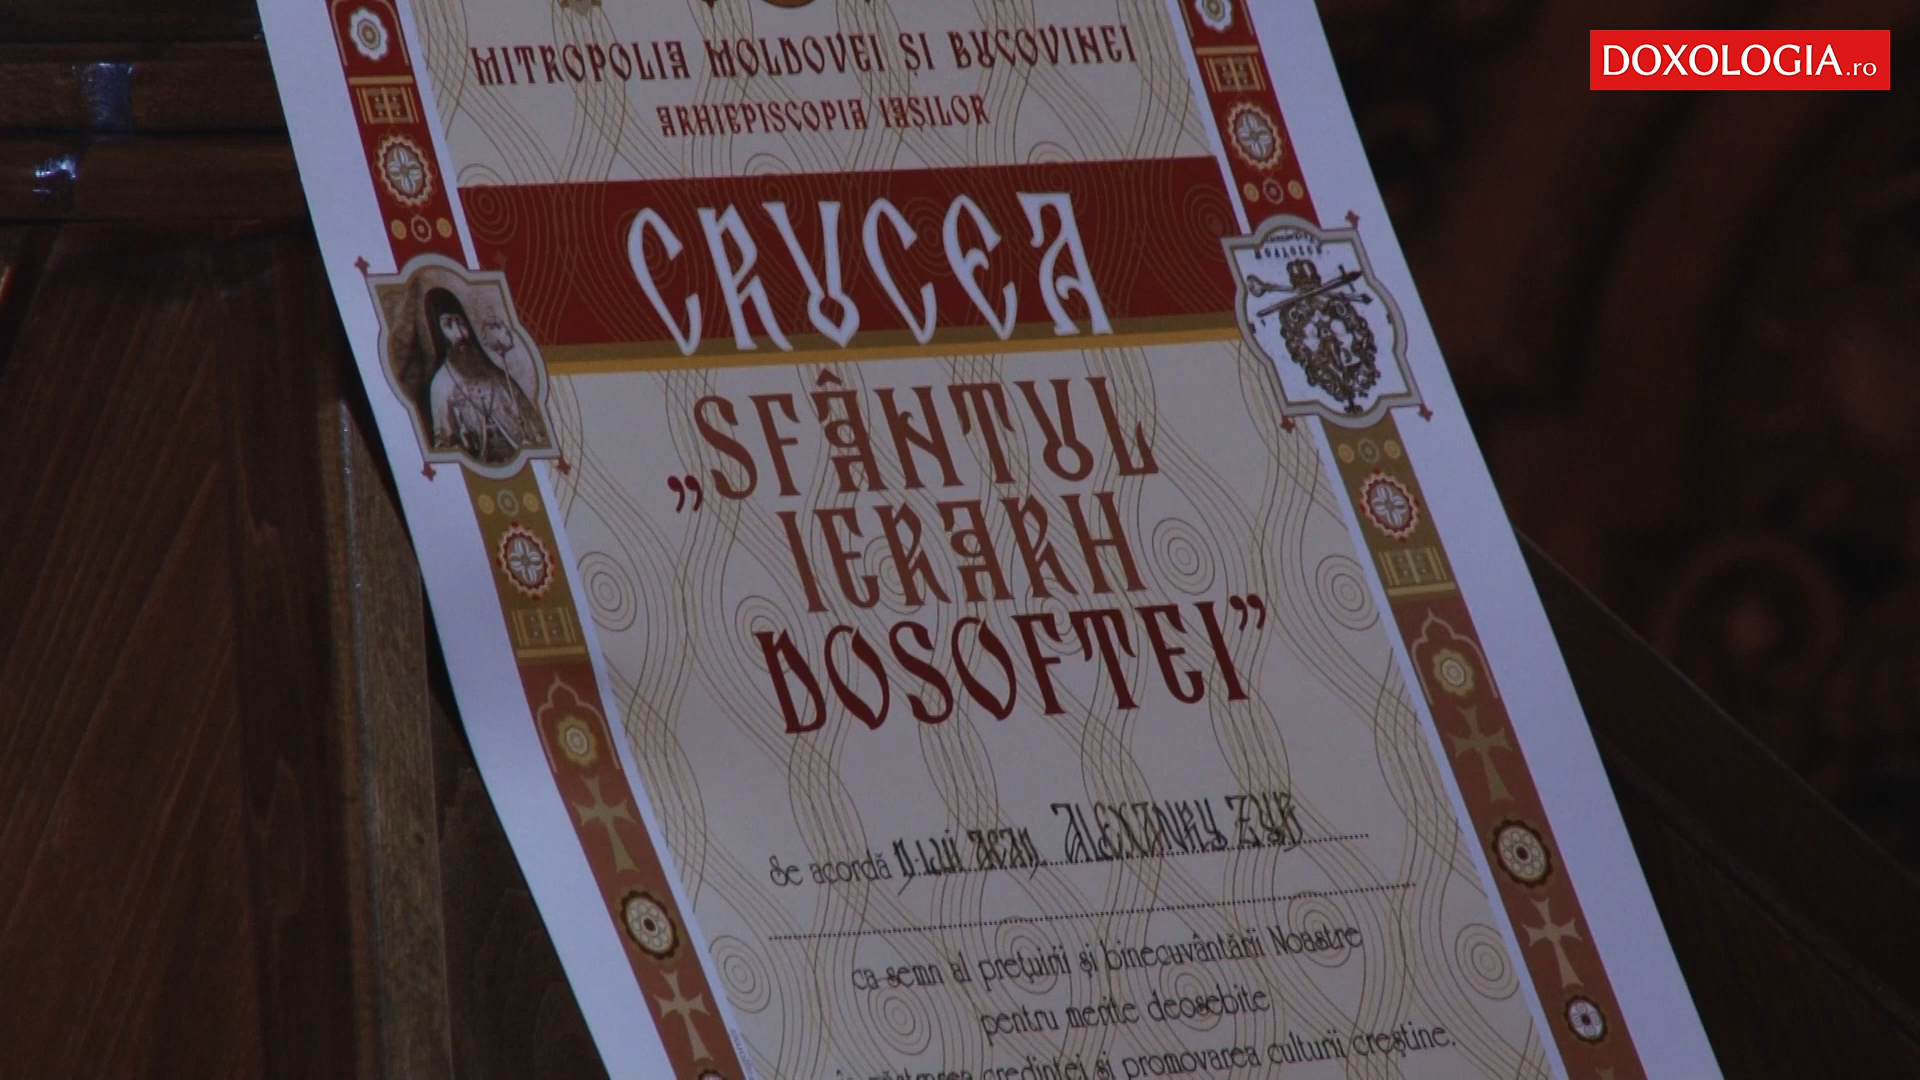 DOXOLOGIA.ro
MITROPOLIA MOLDOVEI ȘI BUCOVINEI
ARHIEPISCOPIA IAȘILOR
CRUCEA
„SFÂNTUL
IERARH
DOSOFTEI”
Se acordă D-lui Acad. ALEXANDRU ZUB
ca semn al prețuirii și binecuvântării Noastre
pentru merite deosebite
credinței și promovarea culturii creștine.